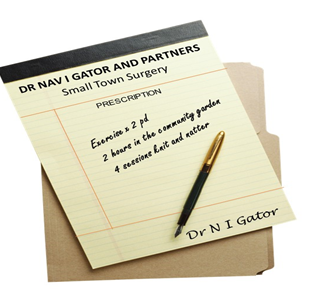 DR NAV I GATOR AND PARTNERS
Small Town Surgery
PRESCRIPTION
Exercise x 2 pd
2 hours in the community garden
4 sessions knit and natter
Dr N I Gator